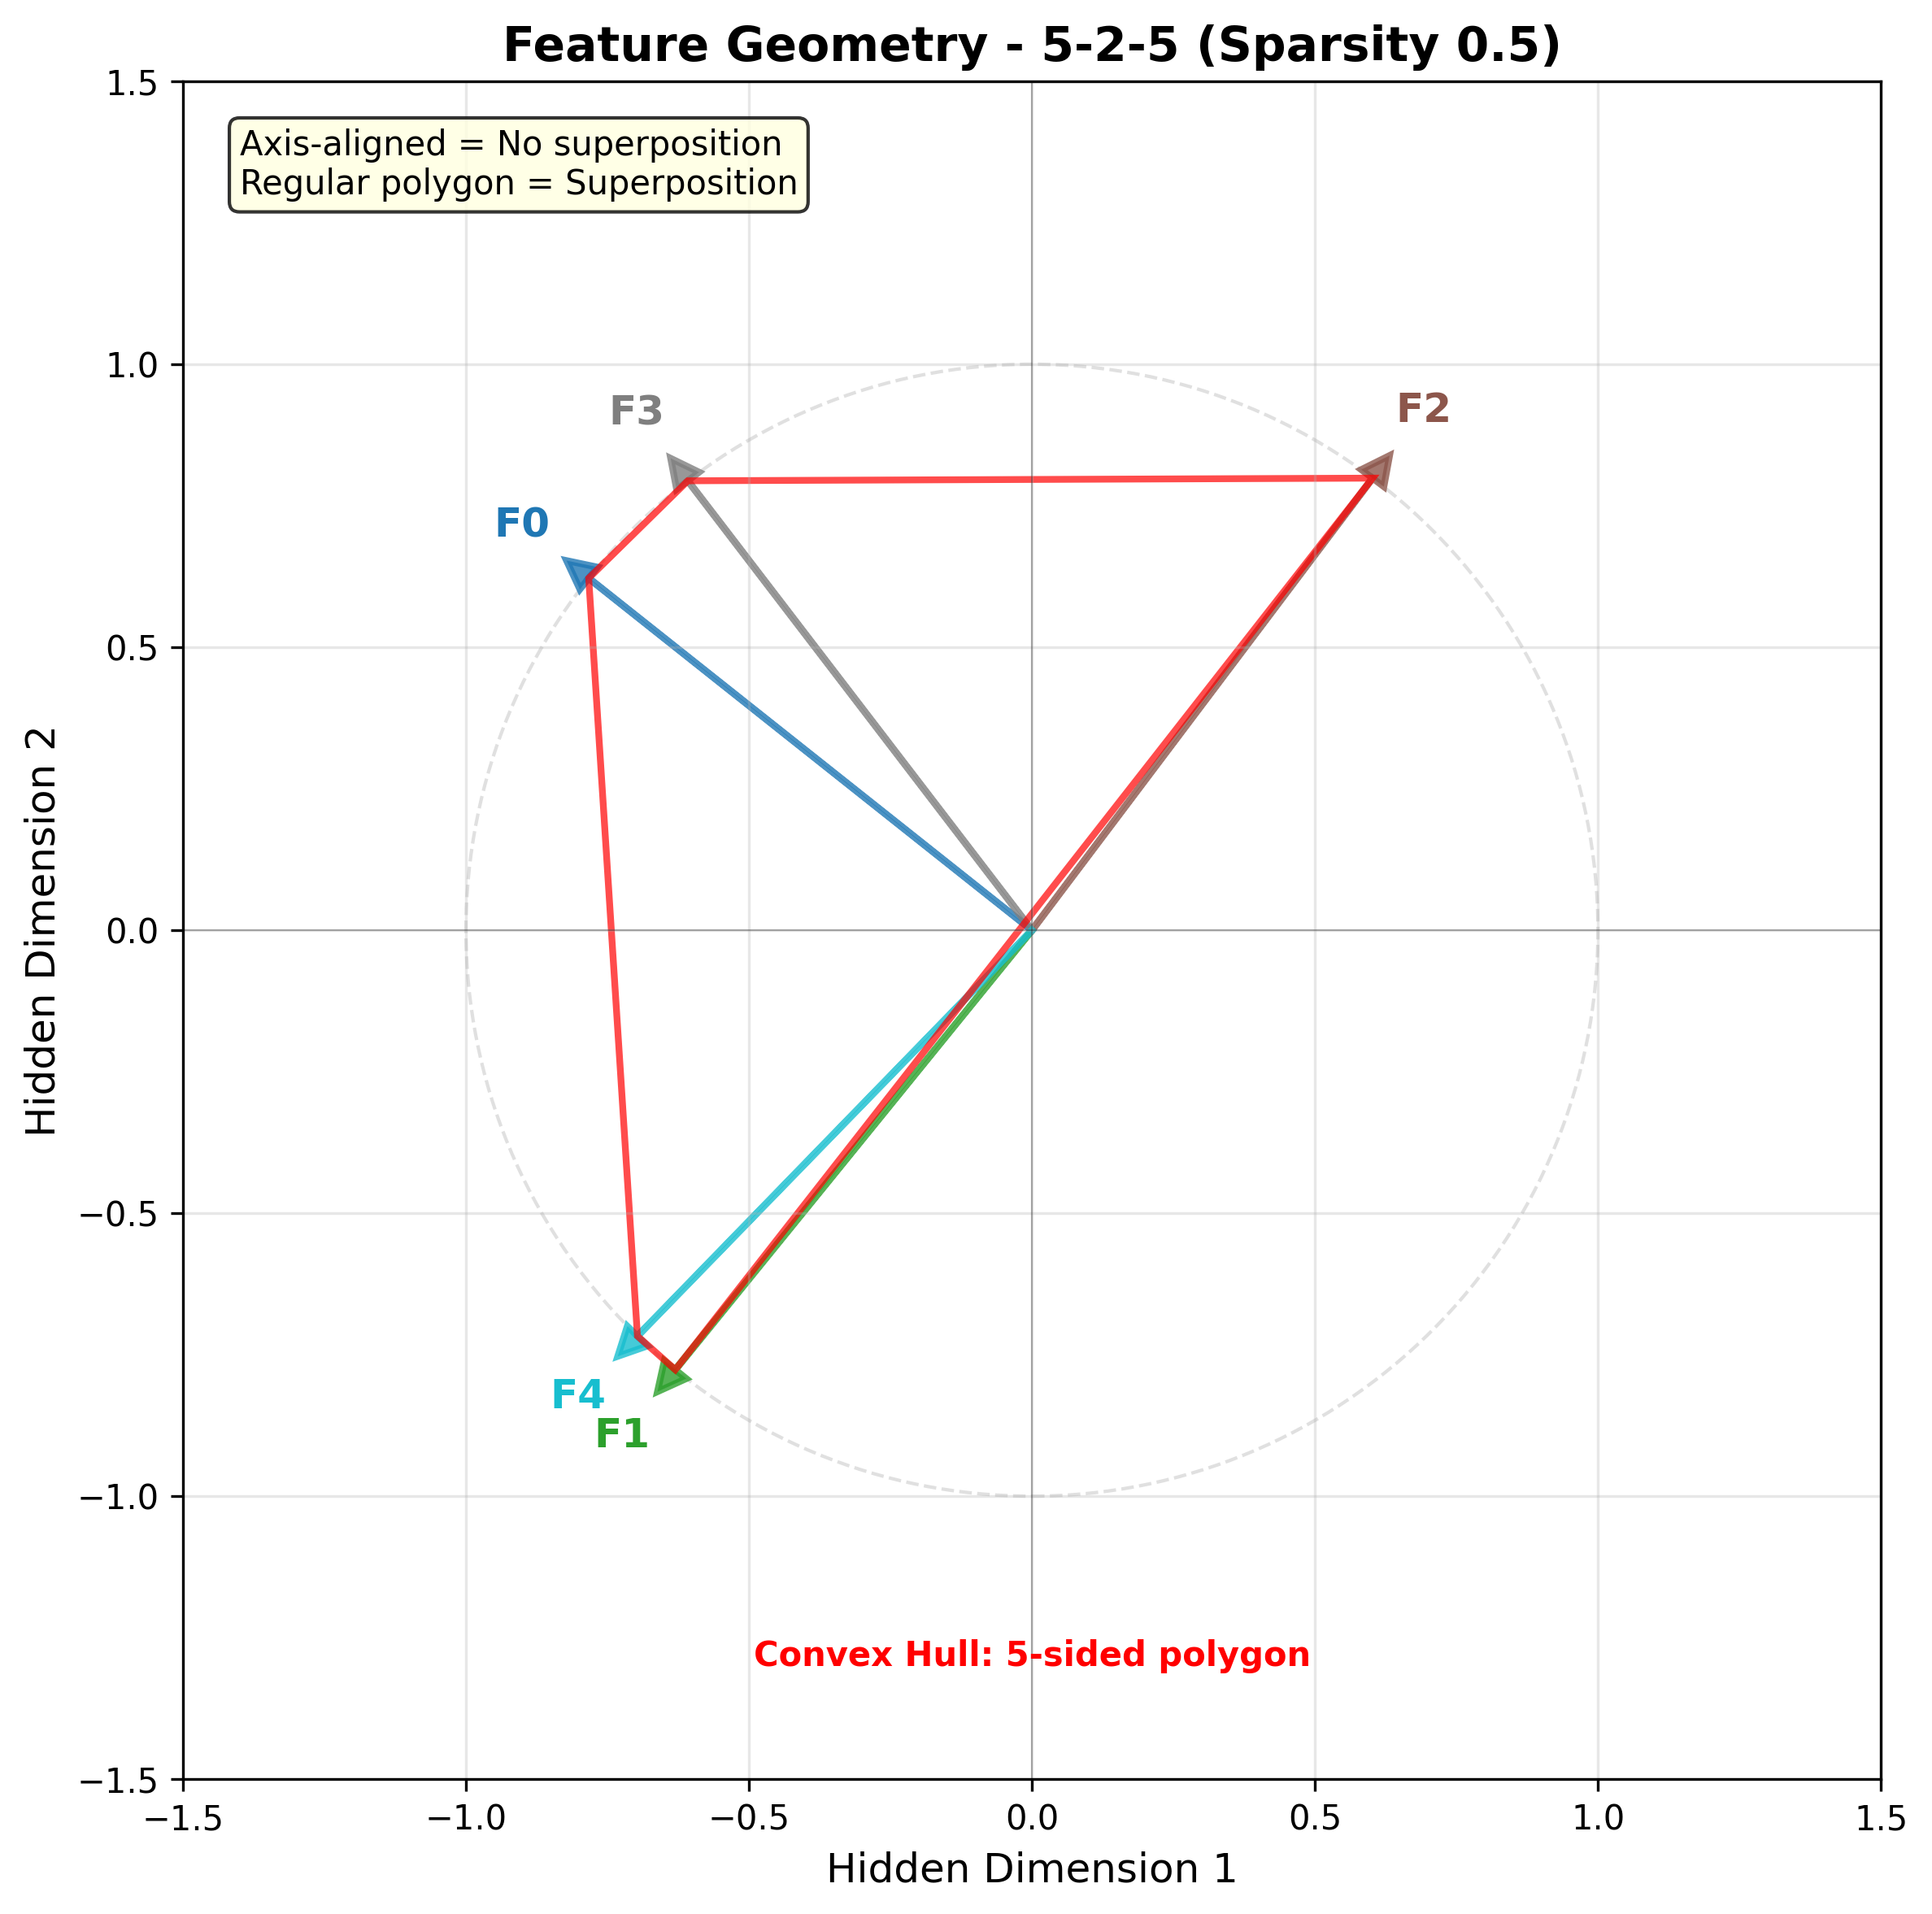 Feature Geometry - 5-2-5 (Sparsity 0.5)
Axis-aligned = No superposition
Regular polygon = Superposition
1.5
1.0
0.5
0.0
−0.5
−1.0
−1.5
Hidden Dimension 2
F3
F2
F0
F4
F1
Convex Hull: 5-sided polygon
−1.5
−1.0
−0.5
0.0
0.5
1.0
1.5
Hidden Dimension 1